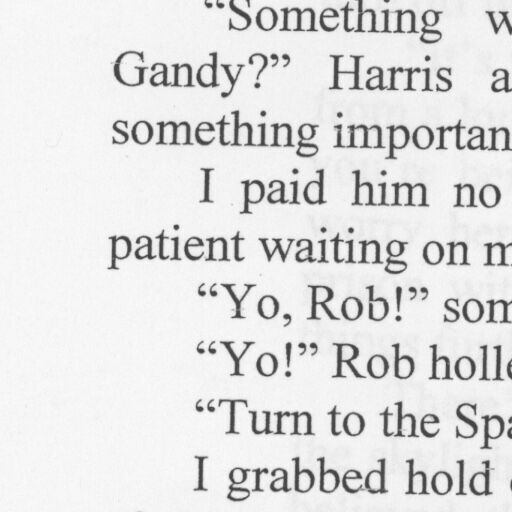 “Something w
Gandy?” Harris a
something importan
I paid him no
patient waiting on m
“Yo, Rob!” som
“Yo!” Rob holle
“Turn to the Spa
I grabbed hold